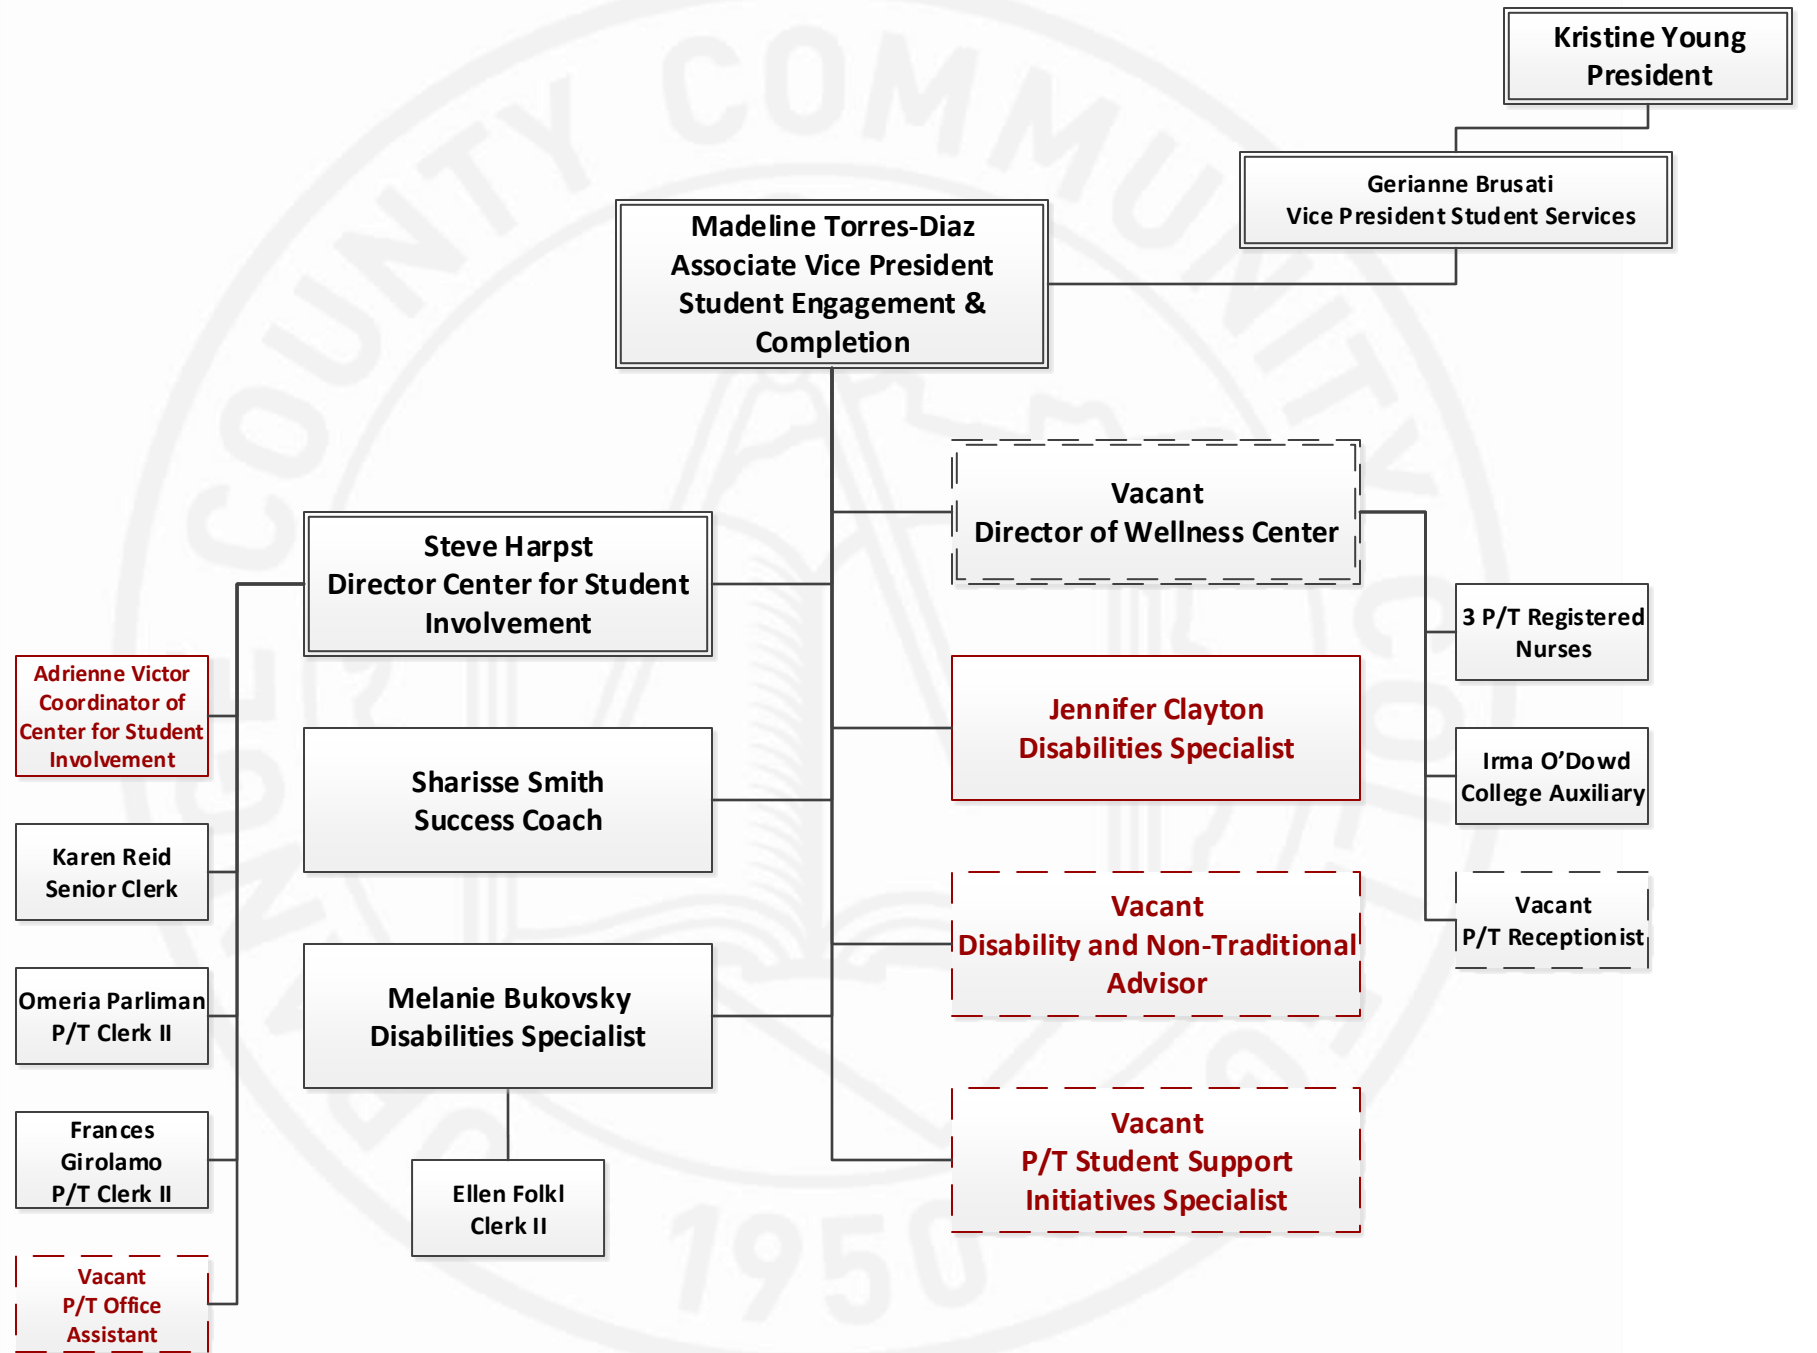 Kristine Young
President
Gerianne Brusati
Vice President Student Services
Madeline Torres-Diaz
Associate Vice President
Student Engagement &
Completion
Vacant
Director of Wellness Center
Steve Harpst
Director Center for Student
Involvement
3 P/T Registered
Nurses
Adrienne Victor
Coordinator of
Center for Student
Involvement
Jennifer Clayton
Disabilities Specialist
Sharisse Smith
Success Coach
Irma O’Dowd
College Auxiliary
Karen Reid
Senior Clerk
Vacant
Disability and Non-Traditional
Advisor
Vacant
P/T Receptionist
Omeria Parliman
P/T Clerk II
Melanie Bukovsky
Disabilities Specialist
Frances
Girolamo
P/T Clerk II
Vacant
P/T Student Support
Initiatives Specialist
Ellen Folkl
Clerk II
Vacant
P/T Office
Assistant
COUNTY COMMUNITY
1950